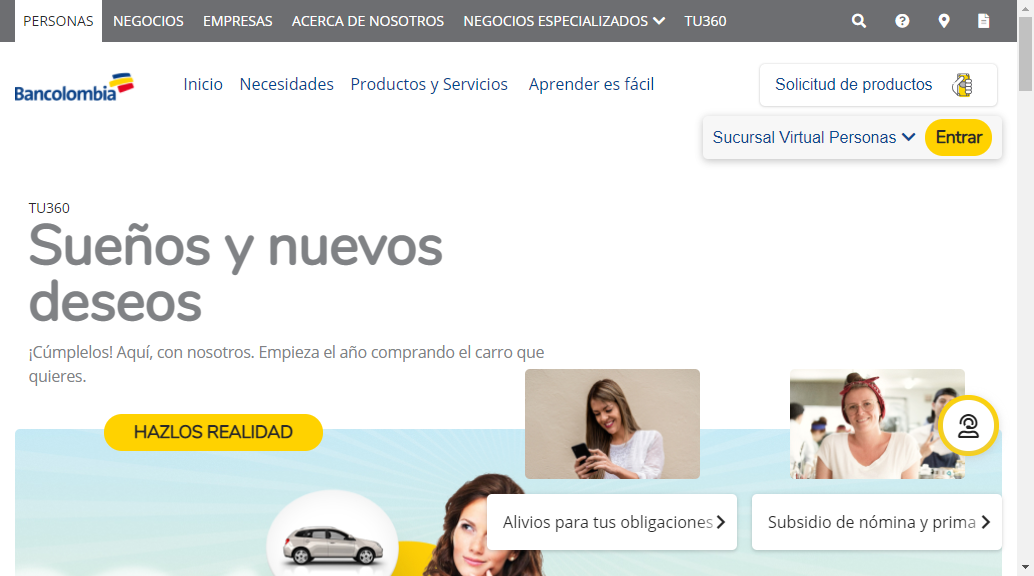 PERSONAS NEGOCIOS EMPRESAS ACERCA DE NOSOTROS NEGOCIOS ESPECIALIZADOS TU360
Bancolombia Inicio Necesidades Productos y Servicios Aprender es fácil Solicitud de productos
Sucursal Virtual Personas Entrar
TU360
Sueños y nuevos
deseos
¡Cúmplelos! Aquí, con nosotros. Empieza el año comprando el carro que
quieres.
HAZLOS REALIDAD
Alivios para tus obligaciones Subsidio de nómina y prima